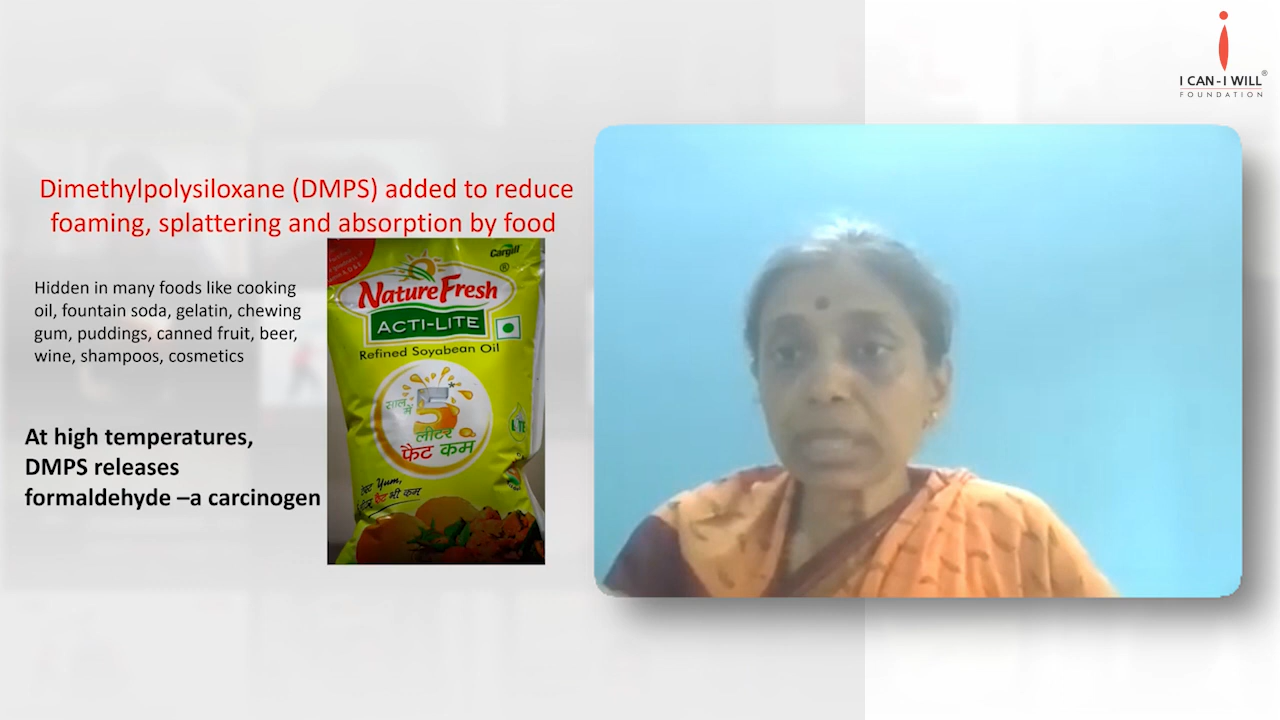 I CAN - I WILL®
FOUNDATION
Dimethylpolysiloxane (DMPS) added to reduce
foaming, splattering and absorption by food
Hidden in many foods like cooking
oil, fountain soda, gelatin, chewing
gum, puddings, canned fruit, beer,
wine, shampoos, cosmetics
At high temperatures,
DMPS releases
formaldehyde –a carcinogen
Cargill
®
Nature Fresh
ACTI-LITE
Refined Soyabean Oil
साल में
5*
लीटर
फैट कम
Yum,
भी कम